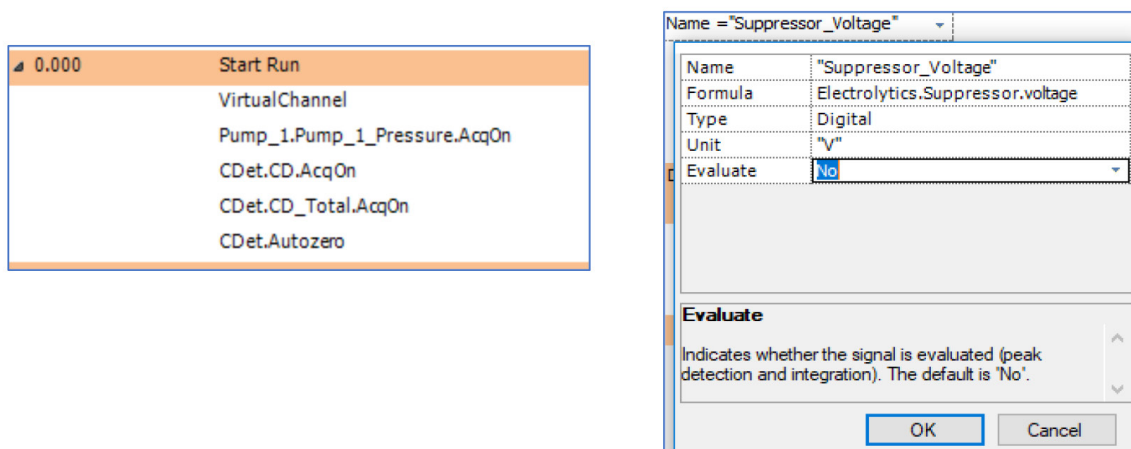 0.000 Start Run
VirtualChannel
Pump_1.Pump_1_Pressure.AcqOn
CDet.CD.AcqOn
CDet.CD_Total.AcqOn
CDet.Autozero
Name ="Suppressor_Voltage"
Name "Suppressor_Voltage"
Formula Electrolytics.Suppressor.voltage
Type Digital
Unit "V"
Evaluate No
Evaluate
Indicates whether the signal is evaluated (peak
detection and integration). The default is 'No'.
OK Cancel